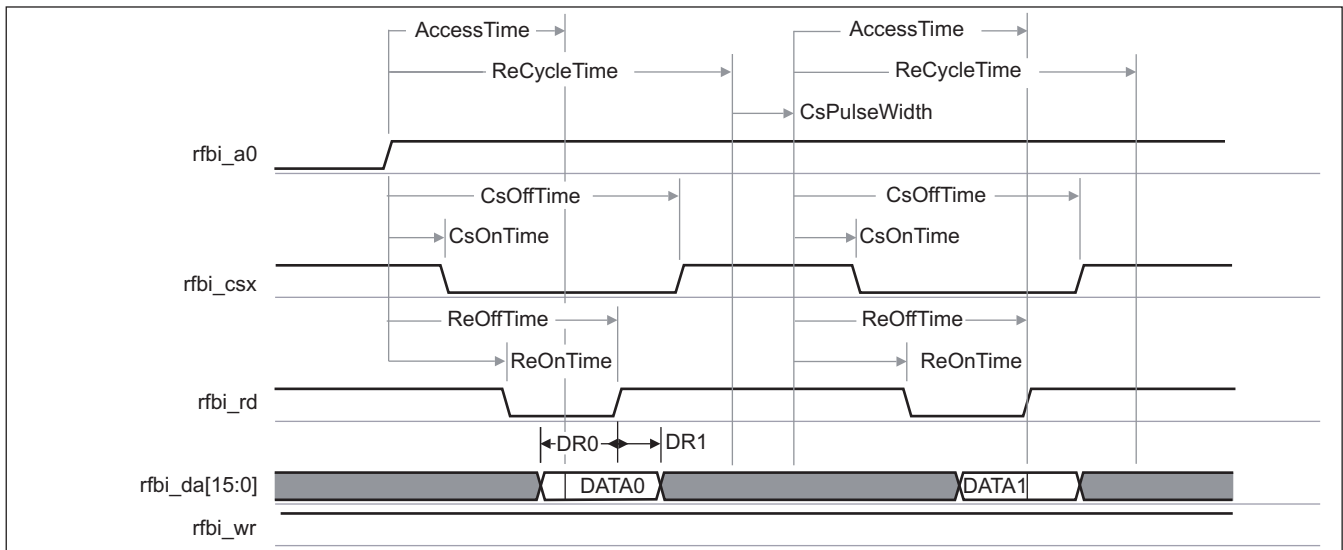 AccessTime AccessTime
ReCycleTime ReCycleTime
CsPulseWidth
rfbi_a0
CsOffTime CsOffTime
CsOnTime CsOnTime
rfbi_csx
ReOffTime ReOffTime
ReOnTime ReOnTime
rfbi_rd
DR0 DR1
rfbi_da[15:0] DATA0 DATA1
rfbi_wr